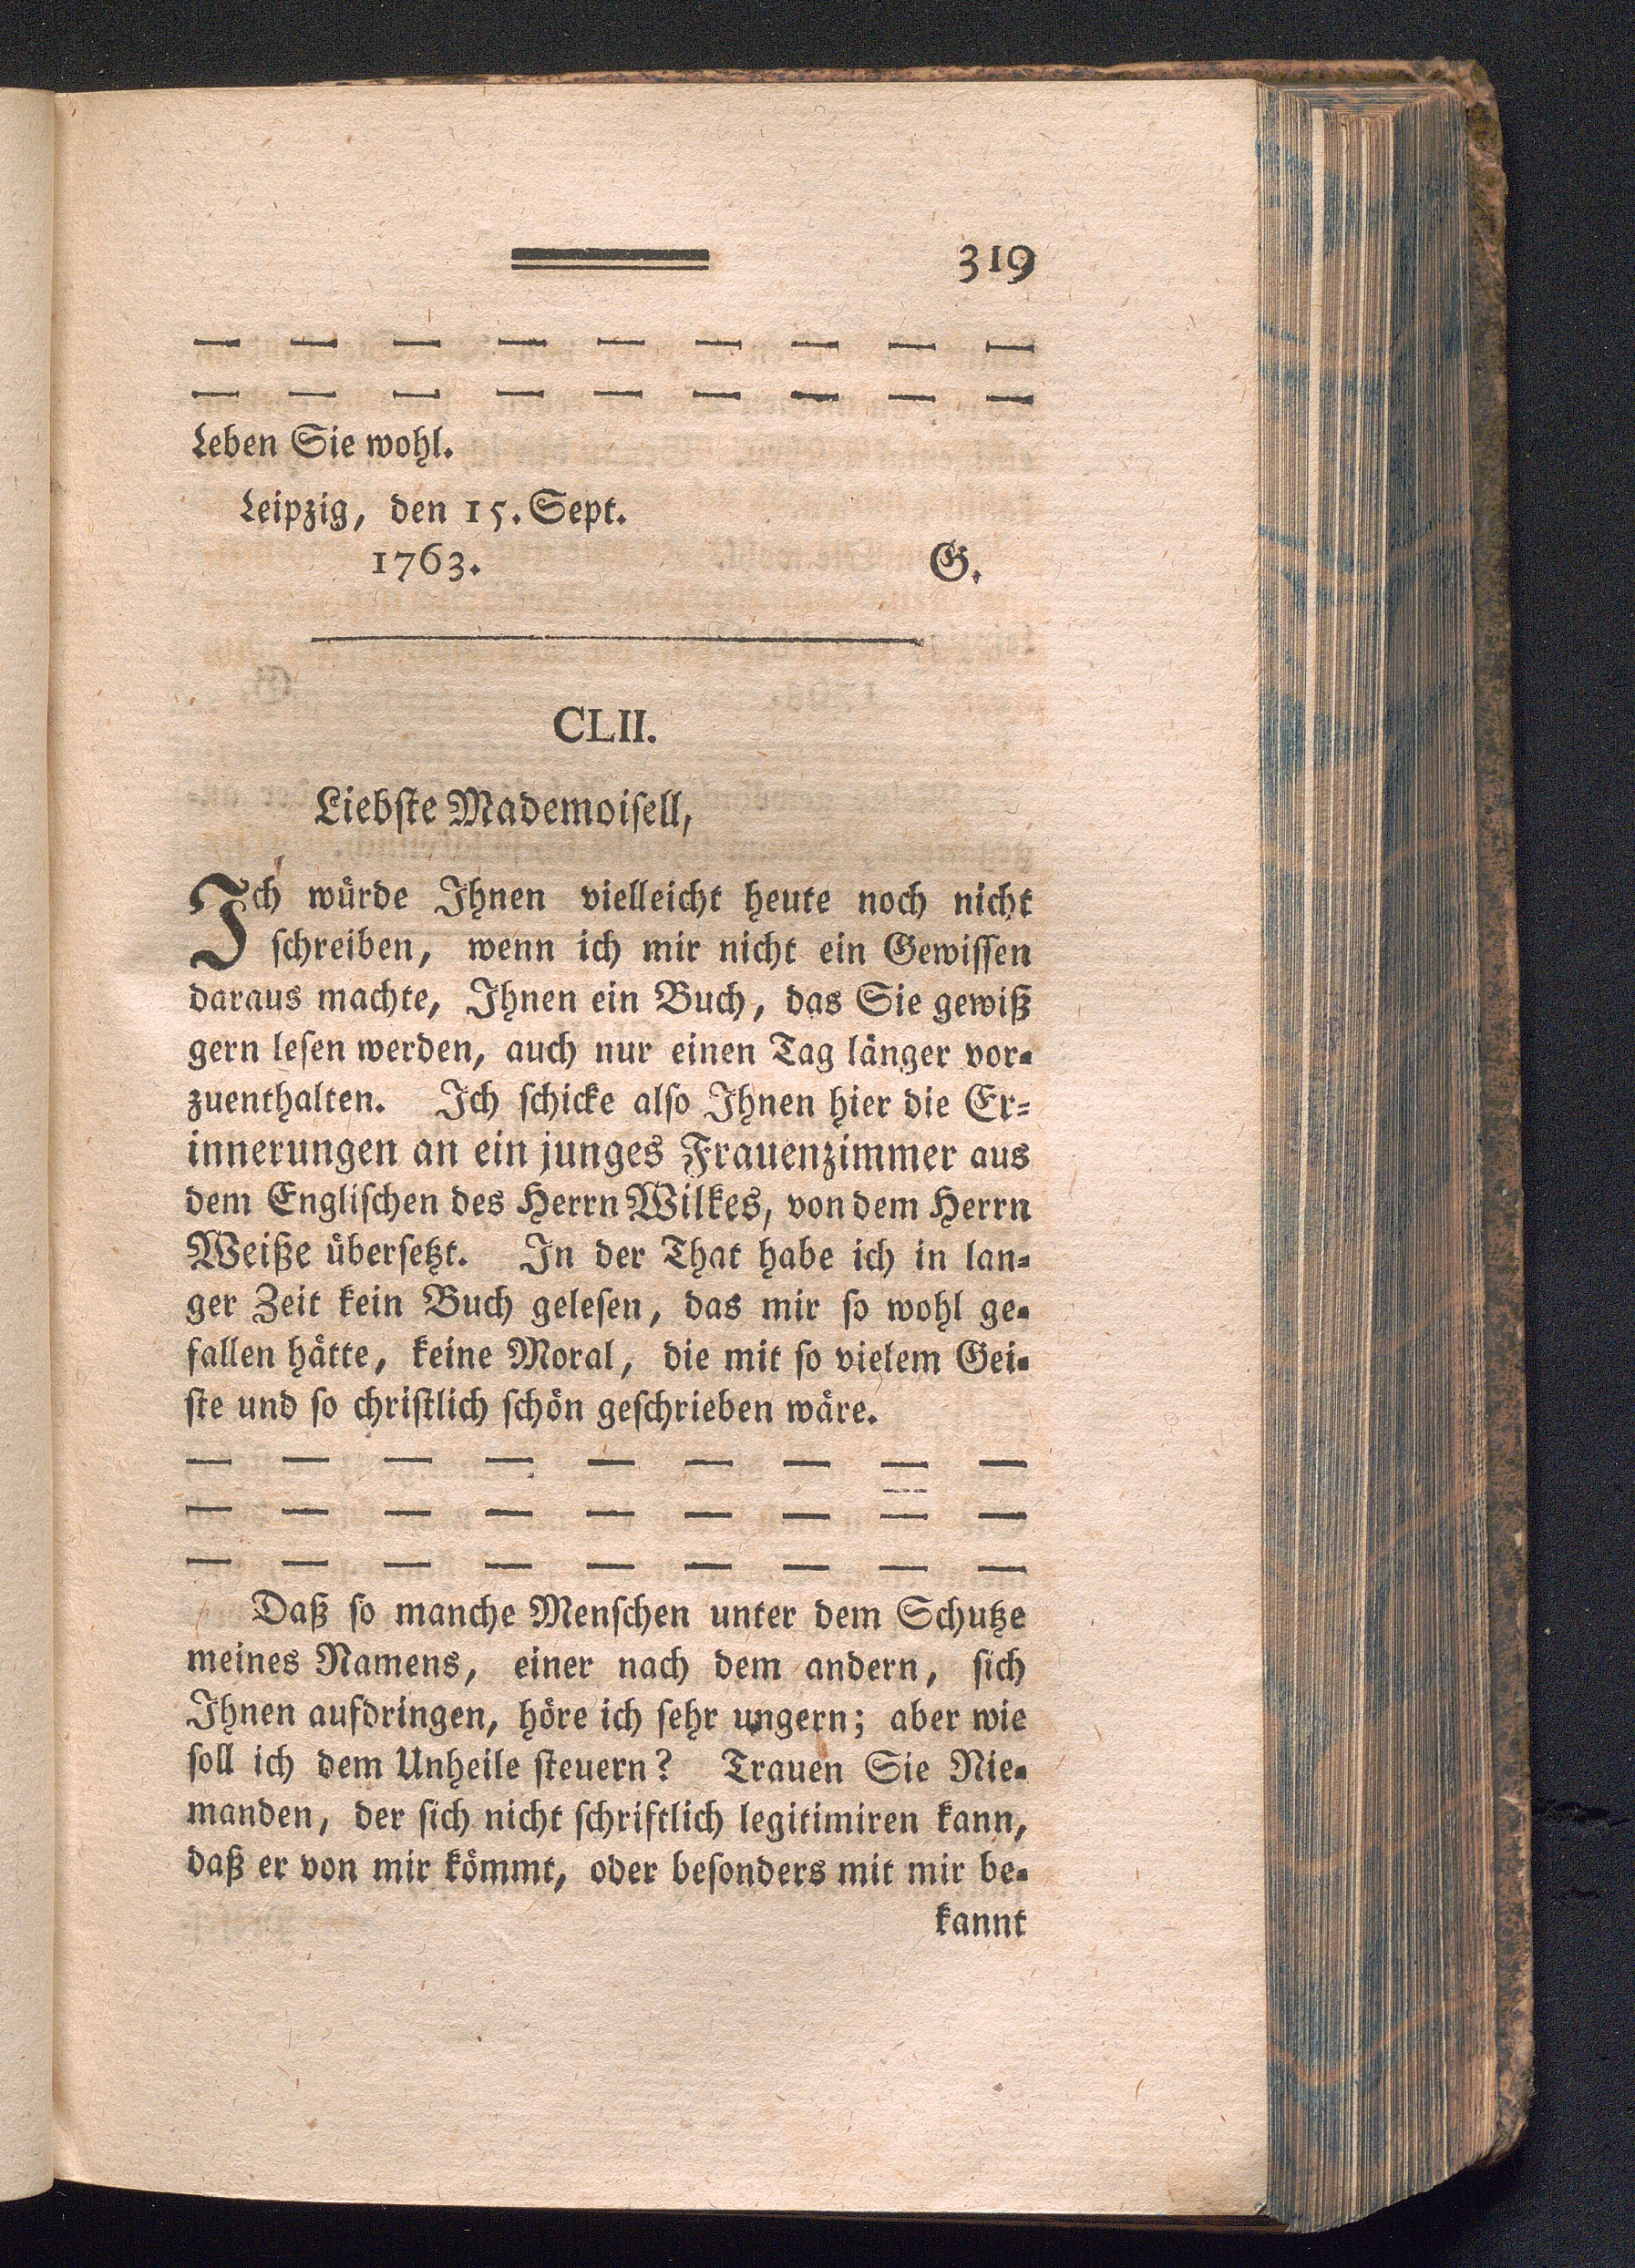 319
— — — — — — — — —
— — — — — — — — —
Leben Sie wohl.
Leipzig, den 15. Sept.
1763. G.
CLII.
Liebſte Mademoiſell,
Ich würde Ihnen vielleicht heute noch nicht
ſchreiben, wenn ich mir nicht ein Gewiſſen
daraus machte, Ihnen ein Buch, das Sie gewiß
gern leſen werden, auch nur einen Tag länger vor-
zuenthalten. Ich ſchicke alſo Ihnen hier die Er-
innerungen an ein junges Frauenzimmer aus
dem Engliſchen des Herrn Wilkes, von dem Herrn
Weiße überſetzt. In der That habe ich in lan-
ger Zeit kein Buch geleſen, das mir ſo wohl ge-
fallen hätte, keine Moral, die mit ſo vielem Gei-
ſte und ſo chriſtlich ſchön geſchrieben wäre.
— — — — — — — — —
— — — — — — — — —
— — — — — — — — —
Daß ſo manche Menſchen unter dem Schutze
meines Namens, einer nach dem andern, ſich
Ihnen aufdringen, höre ich ſehr ungern; aber wie
ſoll ich dem Unheile ſteuern? Trauen Sie Nie-
manden, der ſich nicht ſchriftlich legitimiren kann,
daß er von mir kömmt, oder beſonders mit mir be-
kannt